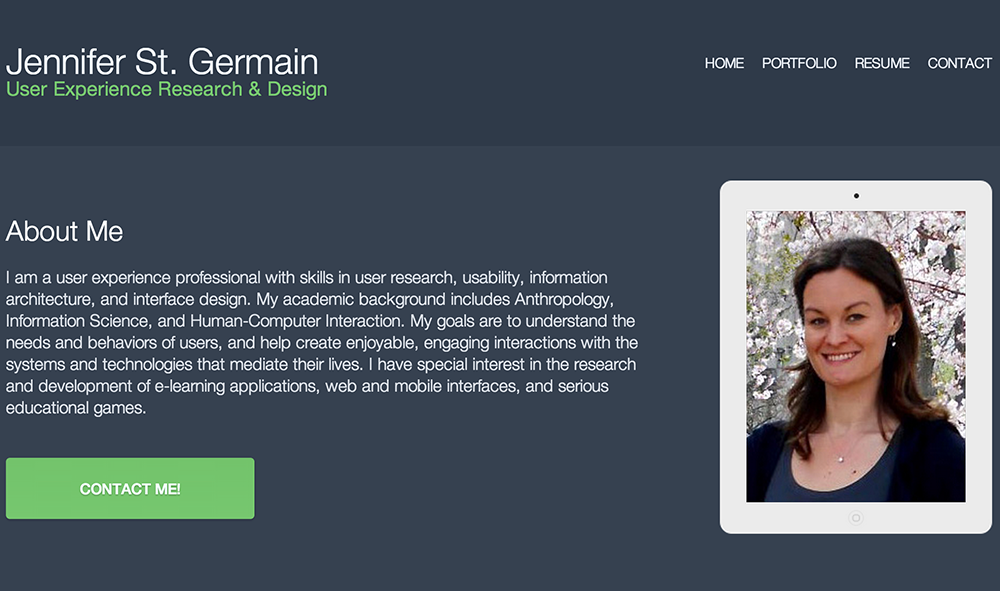 Jennifer St. Germain
User Experience Research & Design
HOME PORTFOLIO RESUME CONTACT
About Me
I am a user experience professional with skills in user research, usability, information
architecture, and interface design. My academic background includes Anthropology,
Information Science, and Human-Computer Interaction. My goals are to understand the
needs and behaviors of users, and help create enjoyable, engaging interactions with the
systems and technologies that mediate their lives. I have special interest in the research
and development of e-learning applications, web and mobile interfaces, and serious
educational games.
CONTACT ME!